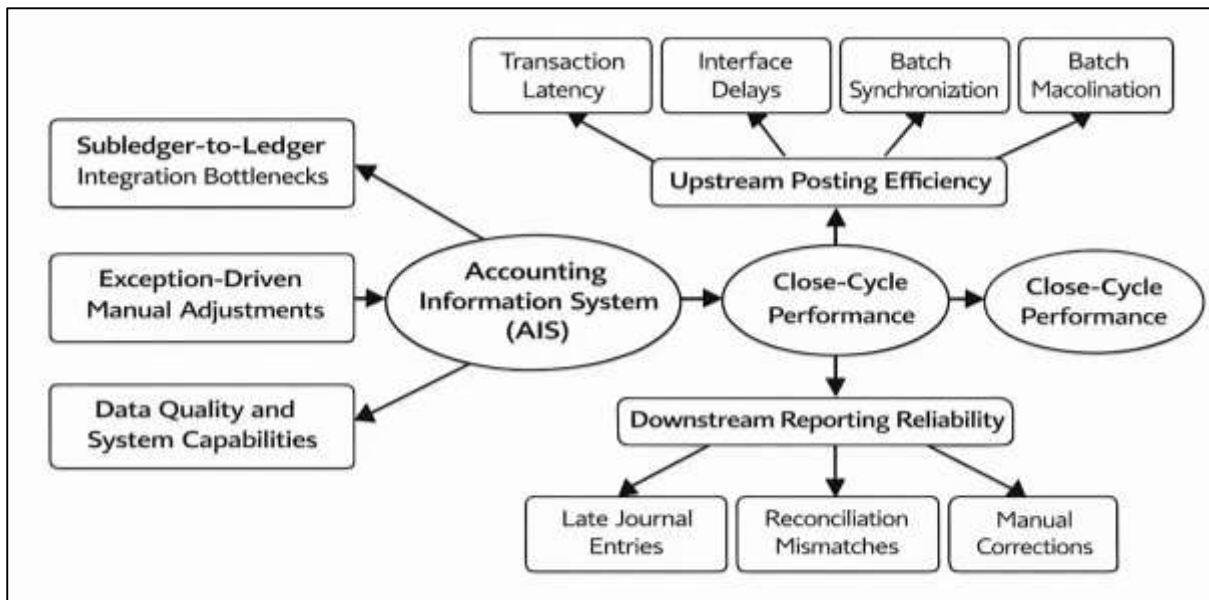 Transaction
Latency
Interface
Delays
Batch
Synchronization
Batch
Macolination
Subledger-to-Ledger
Integration Bottlenecks
Upstream Posting Efficiency
Exception-Driven
Manual Adjustments
Accounting
Information System
(AIS)
Close-Cycle
Performance
Close-Cycle
Performance
Data Quality and
System Capabilities
Downstream Reporting Reliability
Late Journal
Entries
Reconciliation
Mismatches
Manual
Corrections